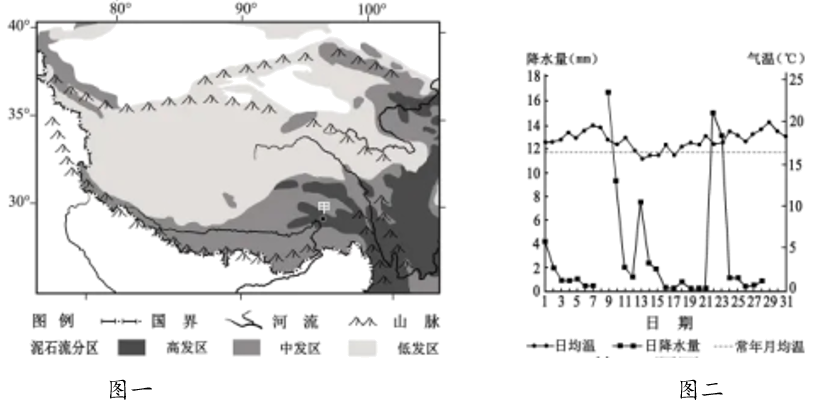 80° 90° 100°
40°
35°
30°
甲
图 例 国 界 河 流 山 脉
泥石流分区 高发区 中发区 低发区
图一
降水量(mm) 气温(℃)
18
16
14
12
10
8
6
4
2
0
25
20
15
10
5
0
1 3 5 7 9 11 13 15 17 19 21 23 25 27 29 31
日 期
日均温 日降水量 常年月均温
图二